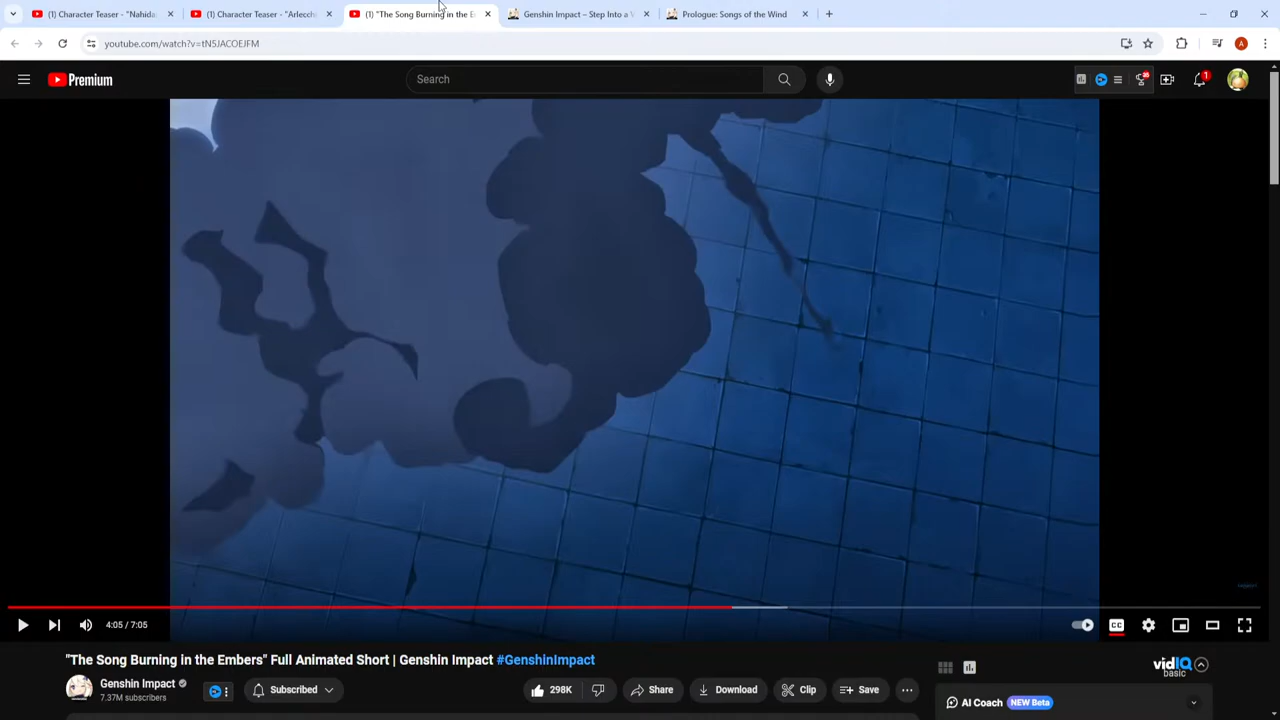 (1) Character Teaser - "Nahida
(1) Character Teaser - "Arlecchi
(1) "The Song Burning in the E
Genshin Impact – Step Into a V
Prologue: Songs of the Wind
youtube.com/watch?v=tN5JACOEJFM
A
Premium
Search
1
4:05 / 7:05
CC
"The Song Burning in the Embers" Full Animated Short | Genshin Impact #GenshinImpact
Genshin Impact
7.37M subscribers
Subscribed
298K
Share
Download
Clip
Save
vidIQ
basic
AI Coach NEW Beta